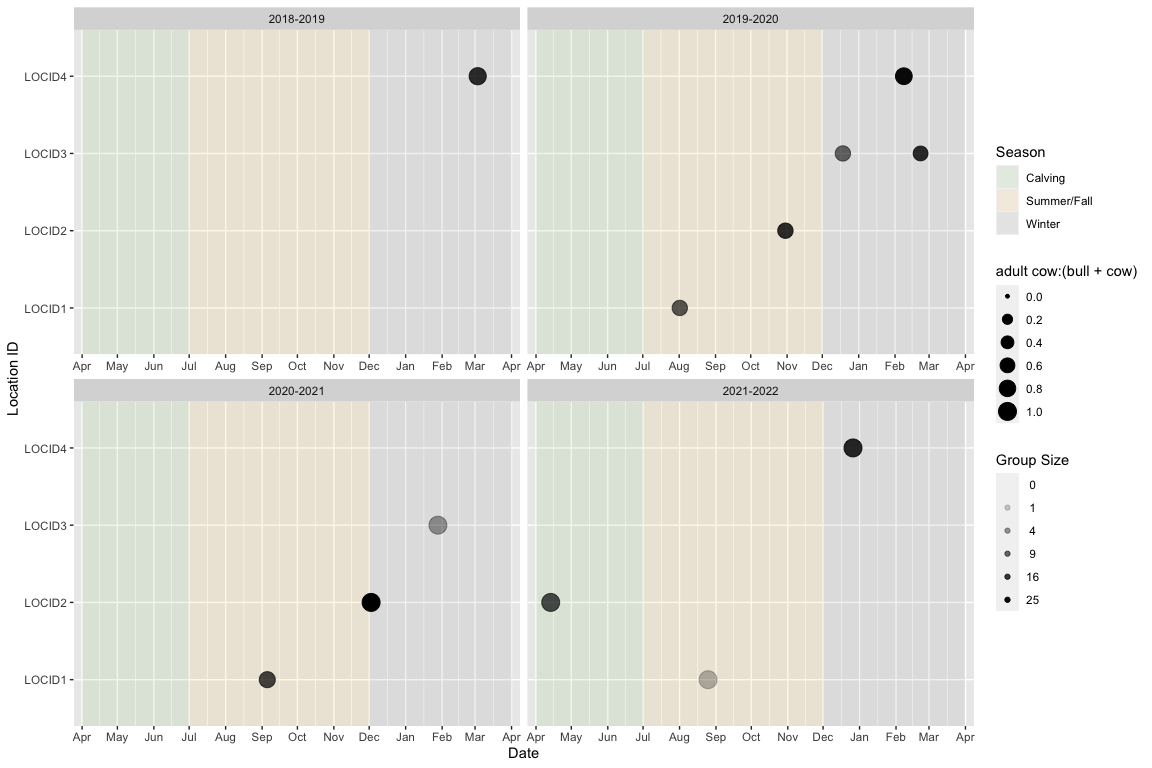 2018-2019
2019-2020
LOCID4
LOCID3
LOCID2
LOCID1
Apr May Jun Jul Aug Sep Oct Nov Dec Jan Feb Mar Apr
Apr May Jun Jul Aug Sep Oct Nov Dec Jan Feb Mar Apr
2020-2021
2021-2022
LOCID4
LOCID3
LOCID2
LOCID1
Apr May Jun Jul Aug Sep Oct Nov Dec Jan Feb Mar Apr
Apr May Jun Jul Aug Sep Oct Nov Dec Jan Feb Mar Apr
Location ID
Date
Season
Calving
Summer/Fall
Winter
adult cow:(bull + cow)
0.0
0.2
0.4
0.6
0.8
1.0
Group Size
0
1
4
9
16
25